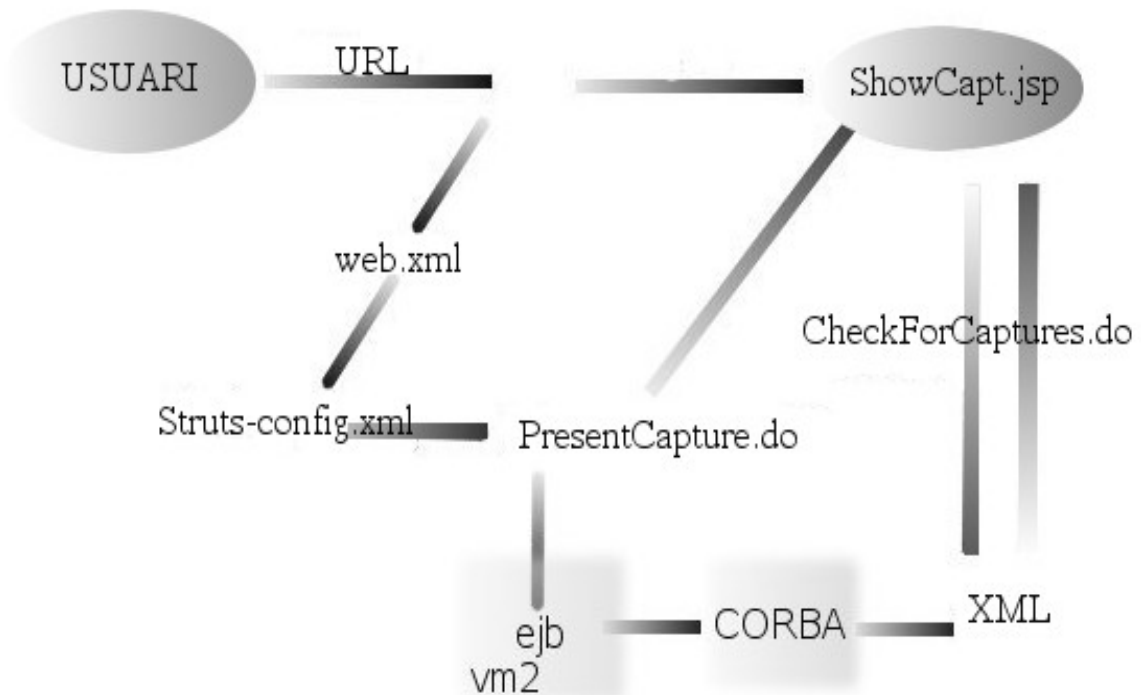 USUARI
URL
ShowCapt.jsp
web.xml
CheckForCaptures.do
Struts-config.xml
PresentCapture.do
ejb
vm2
CORBA
XML